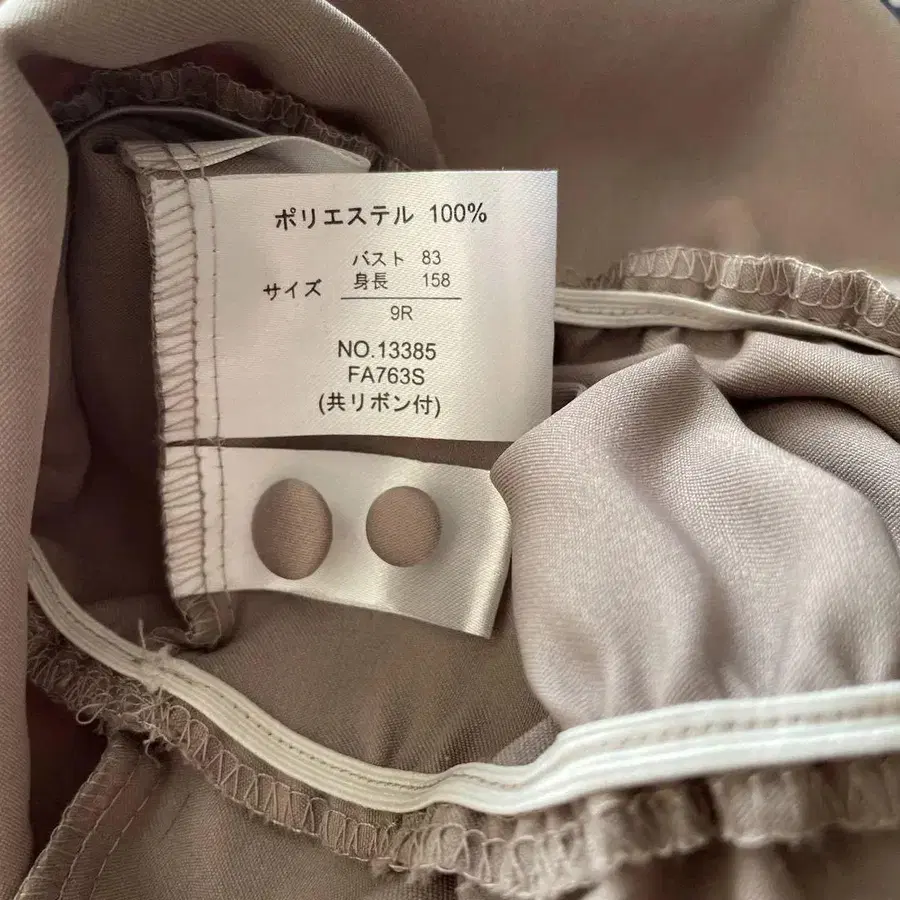 ポリエステル 100%
サイズ
バスト 83
身長 158
9R
NO.13385
FA763S
(共リボン付)